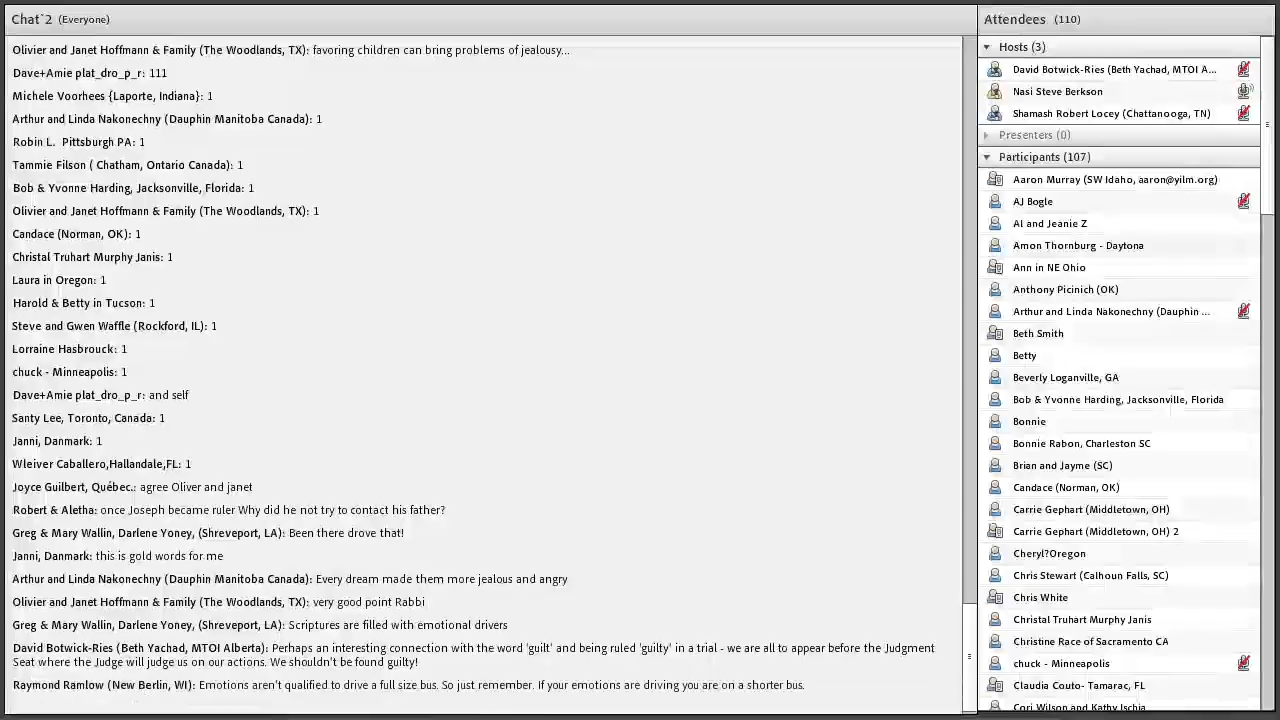 Chat 2 (Everyone)
Olivier and Janet Hoffmann & Family (The Woodlands, TX): favoring children can bring problems of jealousy...
Dave+Amie plat_dro_p_r: 111
Michele Voorhees {Laporte, Indiana}: 1
Arthur and Linda Nakonechny (Dauphin Manitoba Canada): 1
Robin L.  Pittsburgh PA: 1
Tammie Filson ( Chatham, Ontario Canada): 1
Bob & Yvonne Harding, Jacksonville, Florida: 1
Olivier and Janet Hoffmann & Family (The Woodlands, TX): 1
Candace (Norman, OK): 1
Christal Truhart Murphy Janis: 1
Laura in Oregon: 1
Harold & Betty in Tucson: 1
Steve and Gwen Waffle (Rockford, IL): 1
Lorraine Hasbrouck: 1
chuck - Minneapolis: 1
Dave+Amie plat_dro_p_r: and self
Santy Lee, Toronto, Canada: 1
Janni, Danmark: 1
Wleiver Caballero,Hallandale,FL: 1
Joyce Guilbert, Québec.: agree Oliver and janet
Robert & Aletha: once Joseph became ruler Why did he not try to contact his father?
Greg & Mary Wallin, Darlene Yoney, (Shreveport, LA): Been there drove that!
Janni, Danmark: this is gold words for me
Arthur and Linda Nakonechny (Dauphin Manitoba Canada): Every dream made them more jealous and angry
Olivier and Janet Hoffmann & Family (The Woodlands, TX): very good point Rabbi
Greg & Mary Wallin, Darlene Yoney, (Shreveport, LA): Scriptures are filled with emotional drivers
David Botwick-Ries (Beth Yachad, MTOI Alberta): Perhaps an interesting connection with the word 'guilt' and being ruled 'guilty' in a trial - we are all to appear before the Judgment
Seat where the Judge will judge us on our actions. We shouldn't be found guilty!
Raymond Ramlow (New Berlin, WI): Emotions aren't qualified to drive a full size bus. So just remember. If your emotions are driving you are on a shorter bus.
Attendees (110)
Hosts (3)
David Botwick-Ries (Beth Yachad, MTOI A...
Nasi Steve Berkson
Shamash Robert Locey (Chattanooga, TN)
Presenters (0)
Participants (107)
Aaron Murray (SW Idaho, aaron@yilm.org)
AJ Bogle
Al and Jeanie Z
Amon Thornburg - Daytona
Ann in NE Ohio
Anthony Picinich (OK)
Arthur and Linda Nakonechny (Dauphin ...
Beth Smith
Betty
Beverly Loganville, GA
Bob & Yvonne Harding, Jacksonville, Florida
Bonnie
Bonnie Rabon, Charleston SC
Brian and Jayme (SC)
Candace (Norman, OK)
Carrie Gephart (Middletown, OH)
Carrie Gephart (Middletown, OH) 2
Cheryl?Oregon
Chris Stewart (Calhoun Falls, SC)
Chris White
Christal Truhart Murphy Janis
Christine Race of Sacramento CA
chuck - Minneapolis
Claudia Couto- Tamarac, FL
Cori Wilson and Kathy Ischia